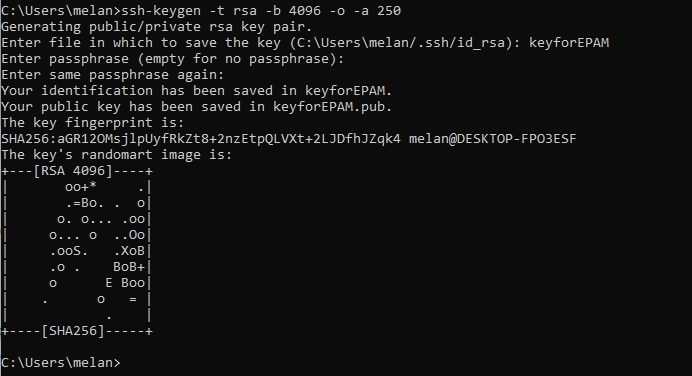 C:\Users\melan>ssh-keygen -t rsa -b 4096 -o -a 250
Generating public/private rsa key pair.
Enter file in which to save the key (C:\Users\melan/.ssh/id_rsa): keyforEPAM
Enter passphrase (empty for no passphrase):
Enter same passphrase again:
Your identification has been saved in keyforEPAM.
Your public key has been saved in keyforEPAM.pub.
The key fingerprint is:
SHA256:aGR12OMsjlpUyfRkZt8+2nzEtpQLVXt+2LJDfhJZqk4 melan@DESKTOP-FPO3ESF
The key's randomart image is:
+---[RSA 4096]----+
|       oo+*     .|
|       .=Bo. .  o|
|      o. o... .oo|
|     o... o  ..Oo|
|     .ooS.   .XoB|
|     .o .    BoB+|
|     o      E Boo|
|    .      o   = |
|            .    |
+----[SHA256]-----+
C:\Users\melan>